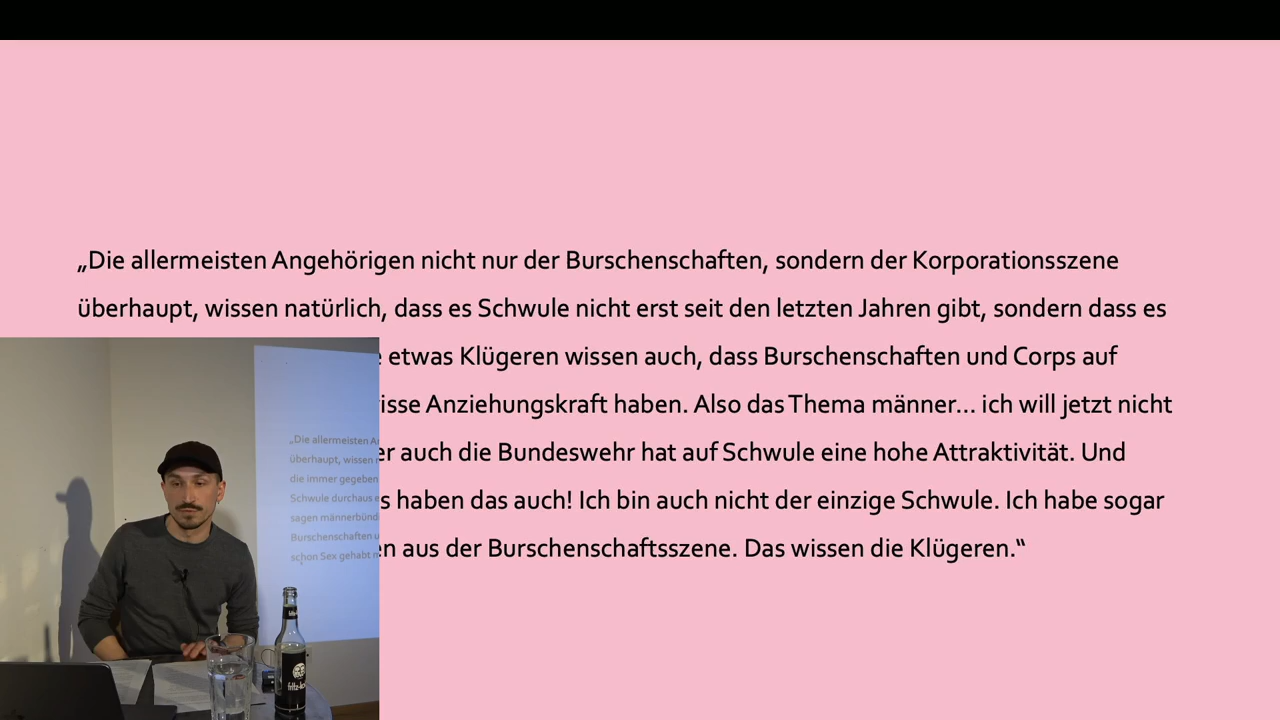 „Die allermeisten Angehörigen nicht nur der Burschenschaften, sondern der Korporationsszene
überhaupt, wissen natürlich, dass es Schwule nicht erst seit den letzten Jahren gibt, sondern dass es
etwas Klügeren wissen auch, dass Burschenschaften und Corps auf
Anziehungskraft haben. Also das Thema männer... ich will jetzt nicht
auch die Bundeswehr hat auf Schwule eine hohe Attraktivität. Und
haben das auch! Ich bin auch nicht der einzige Schwule. Ich habe sogar
aus der Burschenschaftsszene. Das wissen die Klügeren.“
„Die allermeisten
überhaupt, wissen
die immer gegeben
Schwule durchaus
sagen
Burschenschaften
schon Sex gehabt